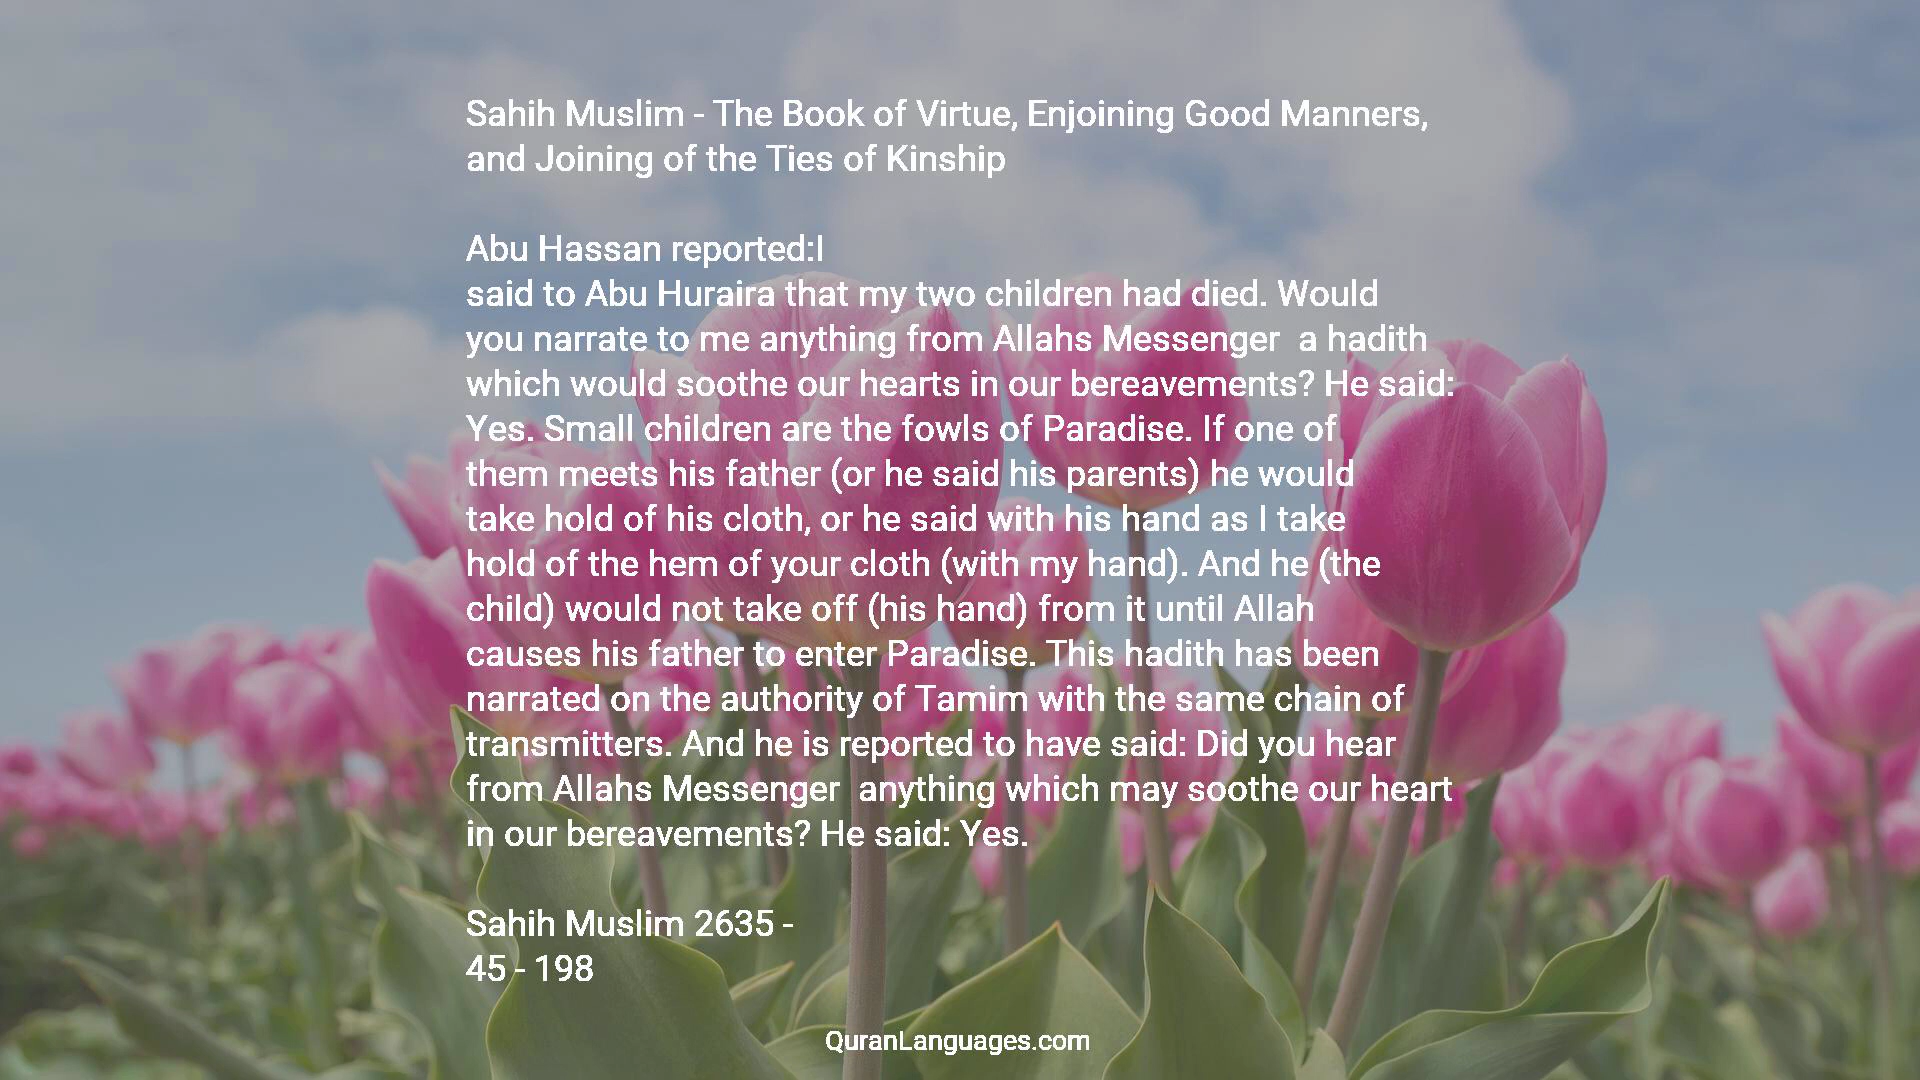 Sahih Muslim - The Book of Virtue, Enjoining Good Manners,
and Joining of the Ties of Kinship
Abu Hassan reported:I
said to Abu Huraira that my two children had died. Would
you narrate to me anything from Allahs Messenger  a hadith
which would soothe our hearts in our bereavements? He said:
Yes. Small children are the fowls of Paradise. If one of
them meets his father (or he said his parents) he would
take hold of his cloth, or he said with his hand as I take
hold of the hem of your cloth (with my hand). And he (the
child) would not take off (his hand) from it until Allah
causes his father to enter Paradise. This hadith has been
narrated on the authority of Tamim with the same chain of
transmitters. And he is reported to have said: Did you hear
from Allahs Messenger  anything which may soothe our heart
in our bereavements? He said: Yes.
Sahih Muslim 2635 -
45 - 198
QuranLanguages.com